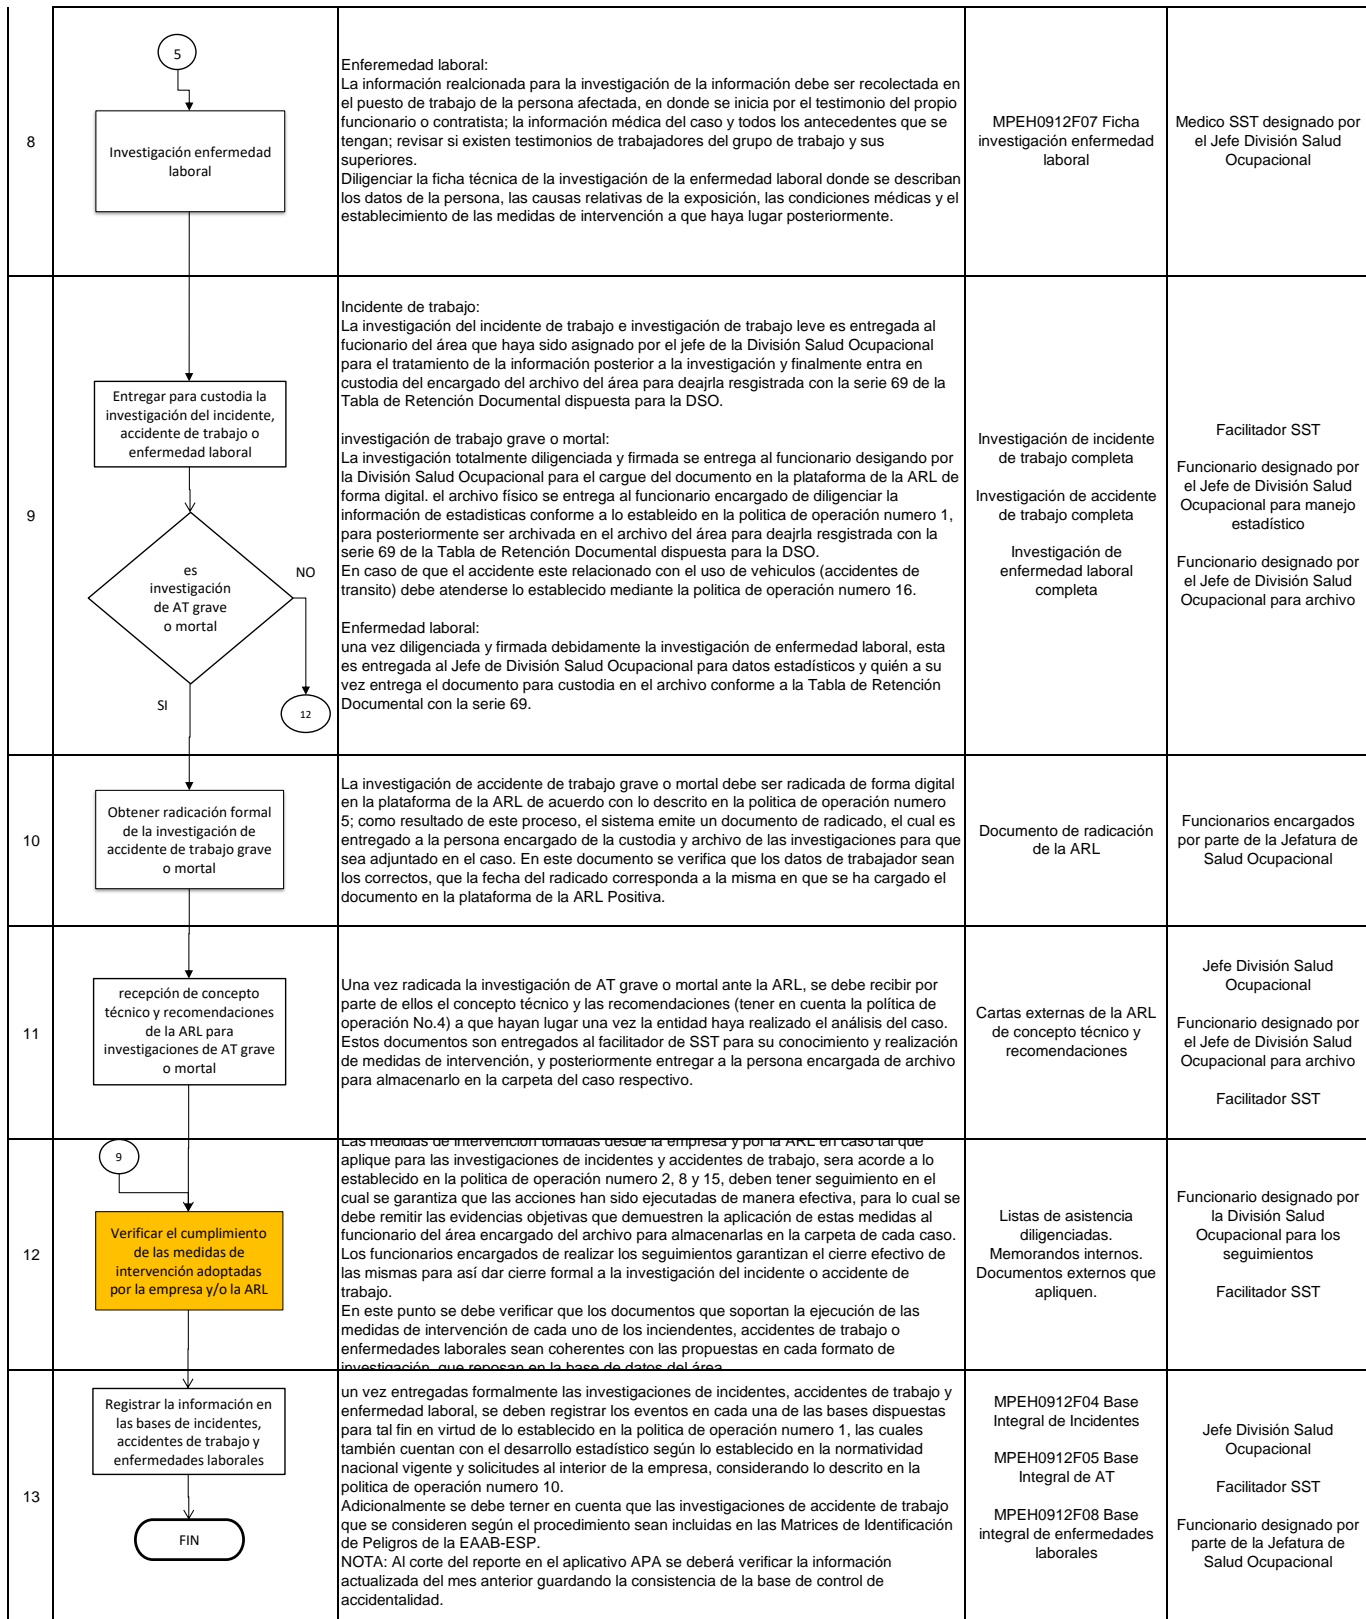 8
5
Investigación enfermedad
laboral
Enferemedad laboral:
La información realcionada para la investigación de la información debe ser recolectada en
el puesto de trabajo de la persona afectada, en donde se inicia por el testimonio del propio
funcionario o contratista; la información médica del caso y todos los antecedentes que se
tengan; revisar si existen testimonios de trabajadores del grupo de trabajo y sus
superiores.
Diligenciar la ficha técnica de la investigación de la enfermedad laboral donde se describan
los datos de la persona, las causas relativas de la exposición, las condiciones médicas y el
establecimiento de las medidas de intervención a que haya lugar posteriormente.
MPEH0912F07 Ficha
investigación enfermedad
laboral
Medico SST designado por
el Jefe División Salud
Ocupacional
9
Entregar para custodia la
investigación del incidente,
accidente de trabajo o
enfermedad laboral
es
investigación
de AT grave
o mortal
NO
SI
12
Incidente de trabajo:
La investigación del incidente de trabajo e investigación de trabajo leve es entregada al
fucionario del área que haya sido asignado por el jefe de la División Salud Ocupacional
para el tratamiento de la información posterior a la investigación y finalmente entra en
custodia del encargado del archivo del área para deajrla resgistrada con la serie 69 de la
Tabla de Retención Documental dispuesta para la DSO.
investigación de trabajo grave o mortal:
La investigación totalmente diligenciada y firmada se entrega al funcionario desigando por
la División Salud Ocupacional para el cargue del documento en la plataforma de la ARL de
forma digital. el archivo físico se entrega al funcionario encargado de diligenciar la
información de estadisticas conforme a lo estableido en la politica de operación numero 1,
para posteriormente ser archivada en el archivo del área para deajrla resgistrada con la
serie 69 de la Tabla de Retención Documental dispuesta para la DSO.
En caso de que el accidente este relacionado con el uso de vehiculos (accidentes de
transito) debe atenderse lo establecido mediante la politica de operación numero 16.
Enfermedad laboral:
una vez diligenciada y firmada debidamente la investigación de enfermedad laboral, esta
es entregada al Jefe de División Salud Ocupacional para datos estadísticos y quién a su
vez entrega el documento para custodia en el archivo conforme a la Tabla de Retención
Documental con la serie 69.
Investigación de incidente
de trabajo completa
Investigación de accidente
de trabajo completa
Investigación de
enfermedad laboral
completa
Facilitador SST
Funcionario designado por
el Jefe de División Salud
Ocupacional para manejo
estadístico
Funcionario designado por
el Jefe de División Salud
Ocupacional para archivo
10
Obtener radicación formal
de la investigación de
accidente de trabajo grave
o mortal
La investigación de accidente de trabajo grave o mortal debe ser radicada de forma digital
en la plataforma de la ARL de acuerdo con lo descrito en la politica de operación numero
5; como resultado de este proceso, el sistema emite un documento de radicado, el cual es
entregado a la persona encargado de la custodia y archivo de las investigaciones para que
sea adjuntado en el caso. En este documento se verifica que los datos de trabajador sean
los correctos, que la fecha del radicado corresponda a la misma en que se ha cargado el
documento en la plataforma de la ARL Positiva.
Documento de radicación
de la ARL
Funcionarios encargados
por parte de la Jefatura de
Salud Ocupacional
11
recepción de concepto
técnico y recomendaciones
de la ARL para
investigaciones de AT grave
o mortal
Una vez radicada la investigación de AT grave o mortal ante la ARL, se debe recibir por
parte de ellos el concepto técnico y las recomendaciones (tener en cuenta la política de
operación No.4) a que hayan lugar una vez la entidad haya realizado el análisis del caso.
Estos documentos son entregados al facilitador de SST para su conocimiento y realización
de medidas de intervención, y posteriormente entregar a la persona encargada de archivo
para almacenarlo en la carpeta del caso respectivo.
Cartas externas de la ARL
de concepto técnico y
recomendaciones
Jefe División Salud
Ocupacional
Funcionario designado por
el Jefe de División Salud
Ocupacional para archivo
Facilitador SST
12
9
Verificar el cumplimiento
de las medidas de
intervención adoptadas
por la empresa y/o la ARL
Las medidas de intervención tomadas desde la empresa y por la ARL en caso tal que
aplique para las investigaciones de incidentes y accidentes de trabajo, sera acorde a lo
establecido en la politica de operación numero 2, 8 y 15, deben tener seguimiento en el
cual se garantiza que las acciones han sido ejecutadas de manera efectiva, para lo cual se
debe remitir las evidencias objetivas que demuestren la aplicación de estas medidas al
funcionario del área encargado del archivo para almacenarlas en la carpeta de cada caso.
Los funcionarios encargados de realizar los seguimientos garantizan el cierre efectivo de
las mismas para así dar cierre formal a la investigación del incidente o accidente de
trabajo.
En este punto se debe verificar que los documentos que soportan la ejecución de las
medidas de intervención de cada uno de los inciendentes, accidentes de trabajo o
enfermedades laborales sean coherentes con las propuestas en cada formato de
investigación, que reposan en la base de datos del área.
Listas de asistencia
diligenciadas.
Memorandos internos.
Documentos externos que
apliquen.
Funcionario designado por
la División Salud
Ocupacional para los
seguimientos
Facilitador SST
13
Registrar la información en
las bases de incidentes,
accidentes de trabajo y
enfermedades laborales
FIN
un vez entregadas formalmente las investigaciones de incidentes, accidentes de trabajo y
enfermedad laboral, se deben registrar los eventos en cada una de las bases dispuestas
para tal fin en virtud de lo establecido en la politica de operación numero 1, las cuales
también cuentan con el desarrollo estadístico según lo establecido en la normatividad
nacional vigente y solicitudes al interior de la empresa, considerando lo descrito en la
politica de operación numero 10.
Adicionalmente se debe terner en cuenta que las investigaciones de accidente de trabajo
que se consideren según el procedimiento sean incluidas en las Matrices de Identificación
de Peligros de la EAAB-ESP.
NOTA: Al corte del reporte en el aplicativo APA se deberá verificar la información
actualizada del mes anterior guardando la consistencia de la base de control de
accidentalidad.
MPEH0912F04 Base
Integral de Incidentes
MPEH0912F05 Base
Integral de AT
MPEH0912F08 Base
integral de enfermedades
laborales
Jefe División Salud
Ocupacional
Facilitador SST
Funcionario designado por
parte de la Jefatura de
Salud Ocupacional